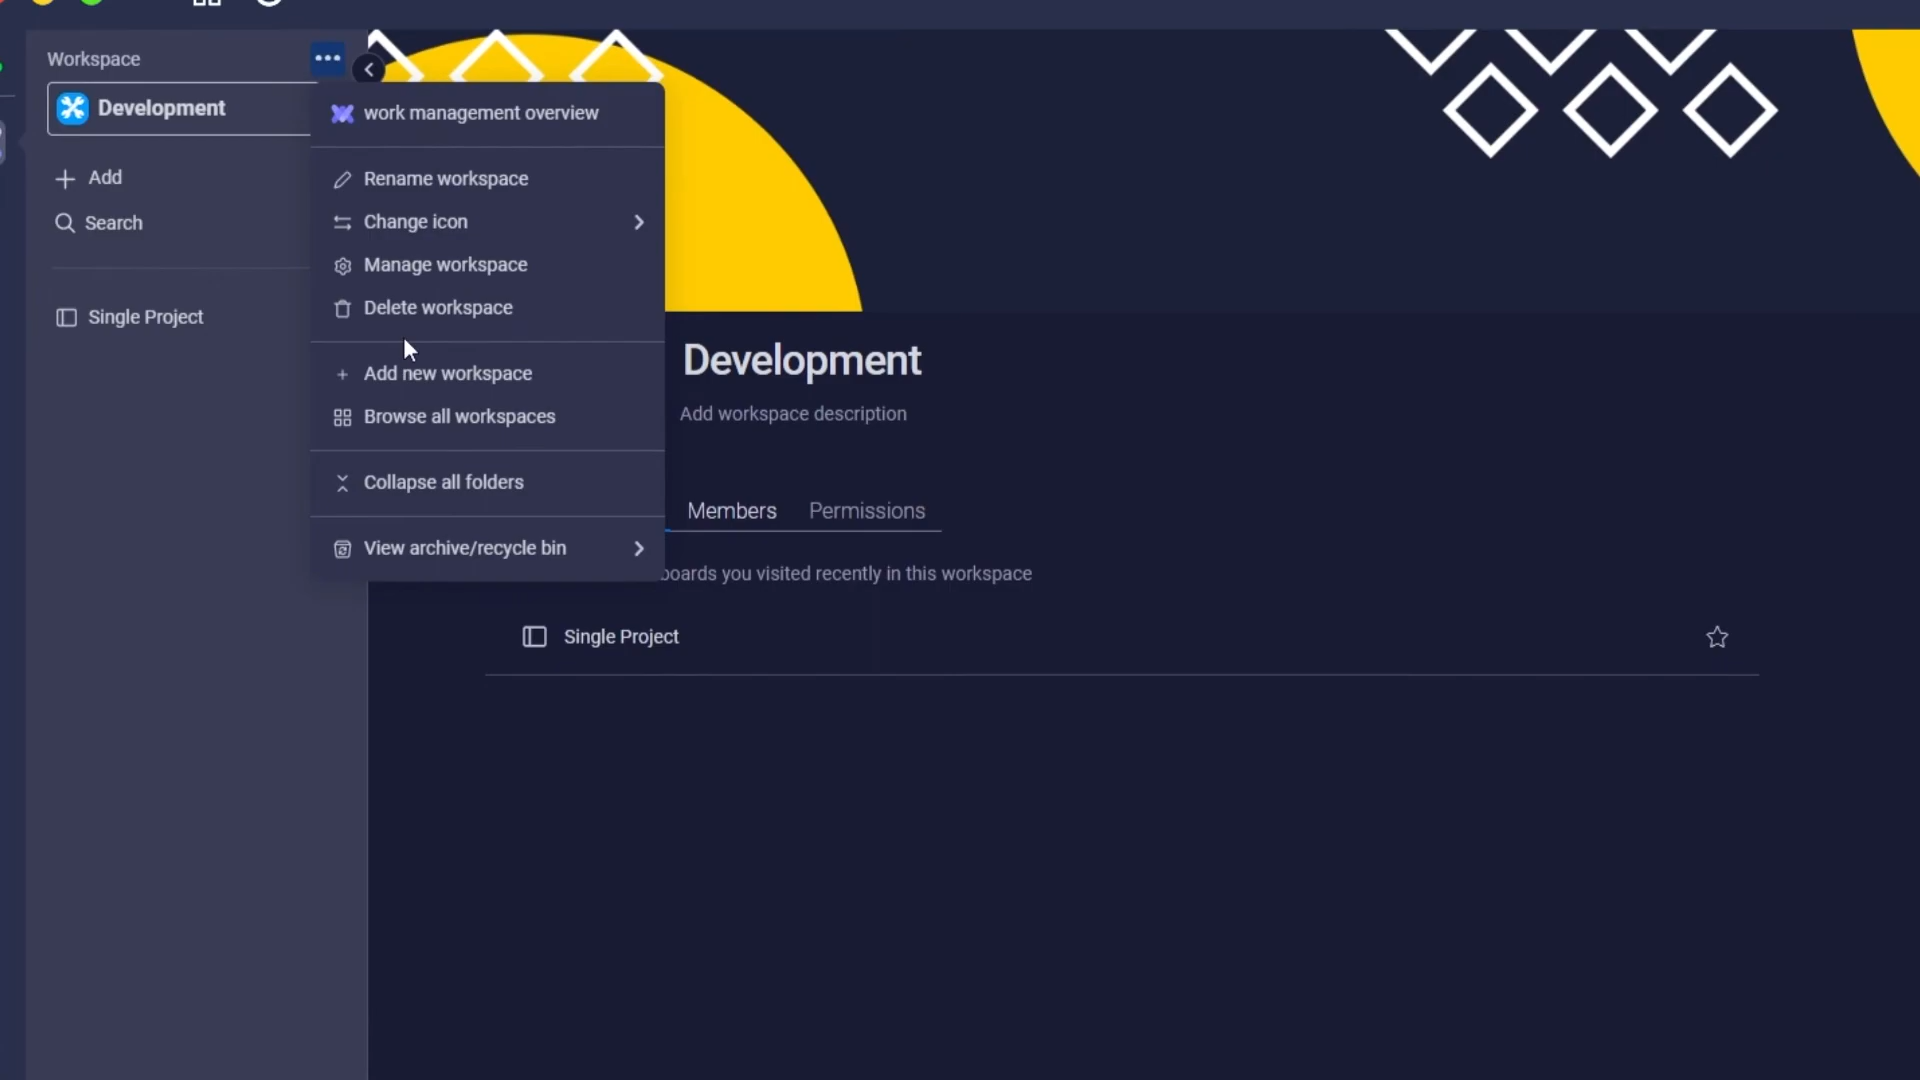 Workspace
Development
Add
Search
Single Project
work management overview
Rename workspace
Change icon
Manage workspace
Delete workspace
Add new workspace
Browse all workspaces
Collapse all folders
View archive/recycle bin
Development
Add workspace description
Members Permissions
boards you visited recently in this workspace
Single Project